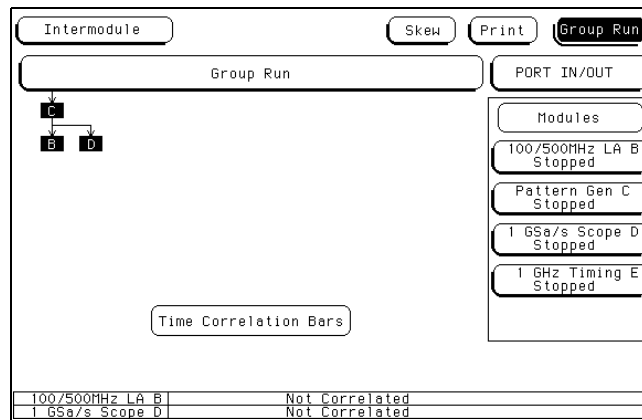 Intermodule
Skew
Print
Group Run
Group Run
PORT IN/OUT
C
B D
Modules
100/500MHz LA B
Stopped
Pattern Gen C
Stopped
1 GSa/s Scope D
Stopped
1 GHz Timing E
Stopped
Time Correlation Bars
100/500MHz LA B Not Correlated
1 GSa/s Scope D Not Correlated